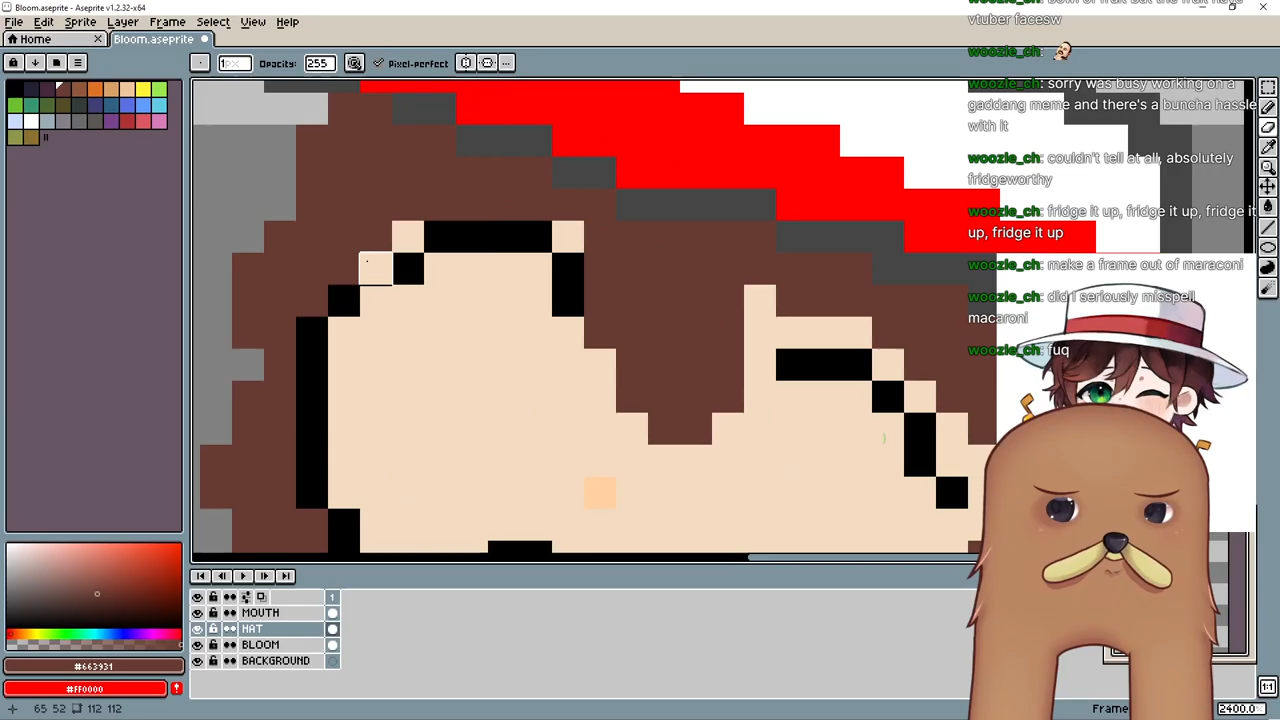 Bloom.aseprite - Aseprite v1.2.32-x64
File Edit Sprite Layer Frame Select View Help
Home Bloom.aseprite
1px Opacity: 255 Pixel-perfect
vtuber facesw
woozle_ch:
woozle_ch: sorry was busy working on a
gaddang meme and there's a buncha hassle
with it
woozle_ch: couldn't tell at all, absolutely
fridgeworthy
woozle_ch: fridge it up, fridge it up, fridge it
up, fridge it up
woozle_ch: make a frame out of maraconi
woozle_ch: did i seriously misspell
macaroni
woozle_ch: fuq
1
MOUTH
HAT
BLOOM
BACKGROUND
#663931
#FF0000
65 52 112 112
Frame
2400.0
1:1